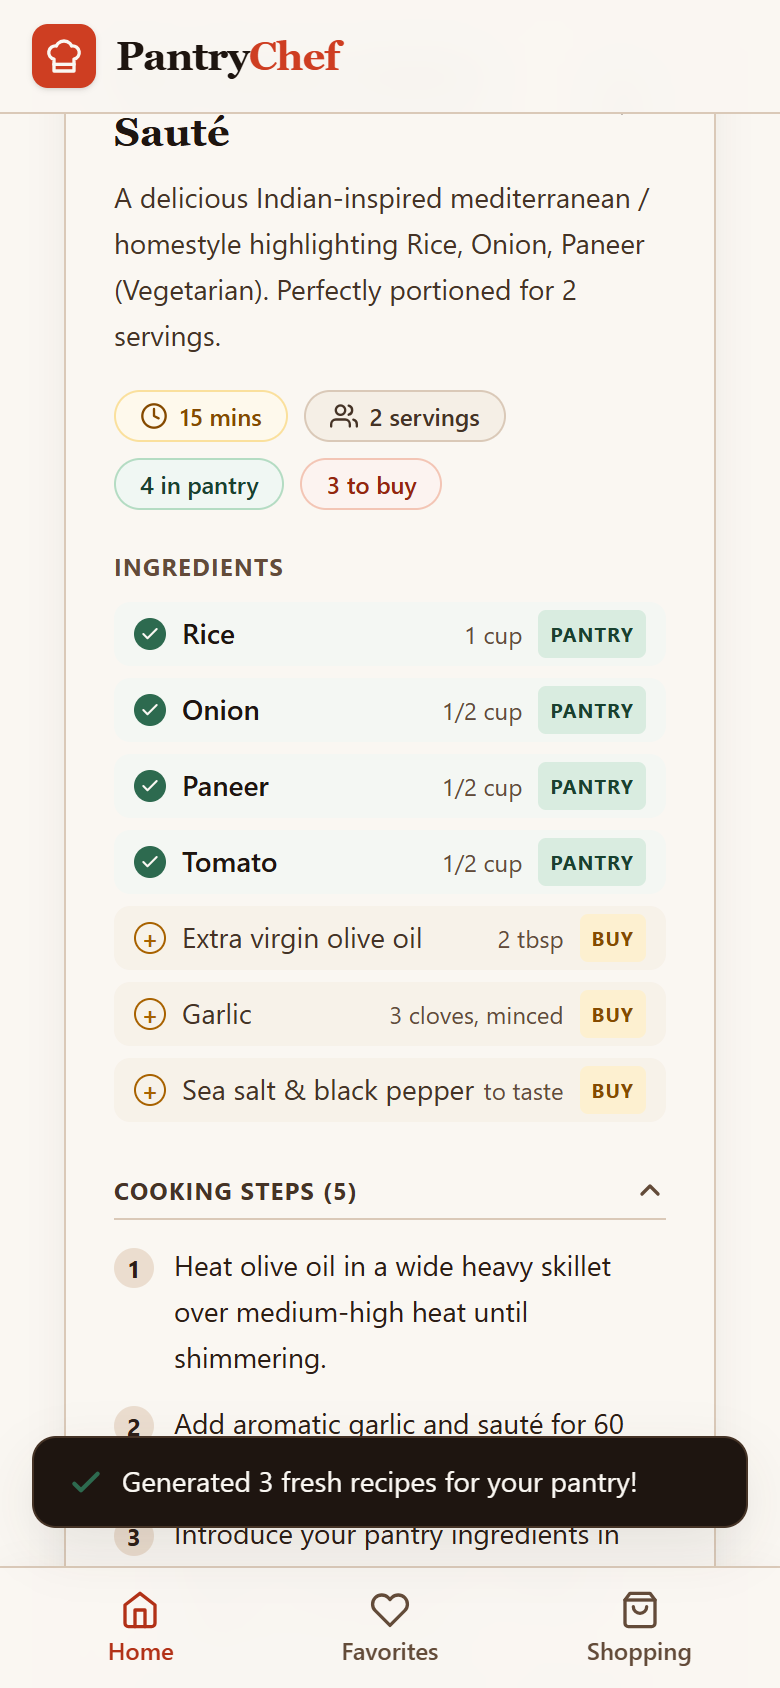 PantryChef
Sauté
A delicious Indian-inspired mediterranean /
homestyle highlighting Rice, Onion, Paneer
(Vegetarian). Perfectly portioned for 2
servings.
15 mins
2 servings
4 in pantry
3 to buy
INGREDIENTS
Rice 1 cup PANTRY
Onion 1/2 cup PANTRY
Paneer 1/2 cup PANTRY
Tomato 1/2 cup PANTRY
Extra virgin olive oil 2 tbsp BUY
Garlic 3 cloves, minced BUY
Sea salt & black pepper to taste BUY
COOKING STEPS (5)
1 Heat olive oil in a wide heavy skillet
over medium-high heat until
shimmering.
2 Add aromatic garlic and sauté for 60
Generated 3 fresh recipes for your pantry!
3 Introduce your pantry ingredients in
Home
Favorites
Shopping